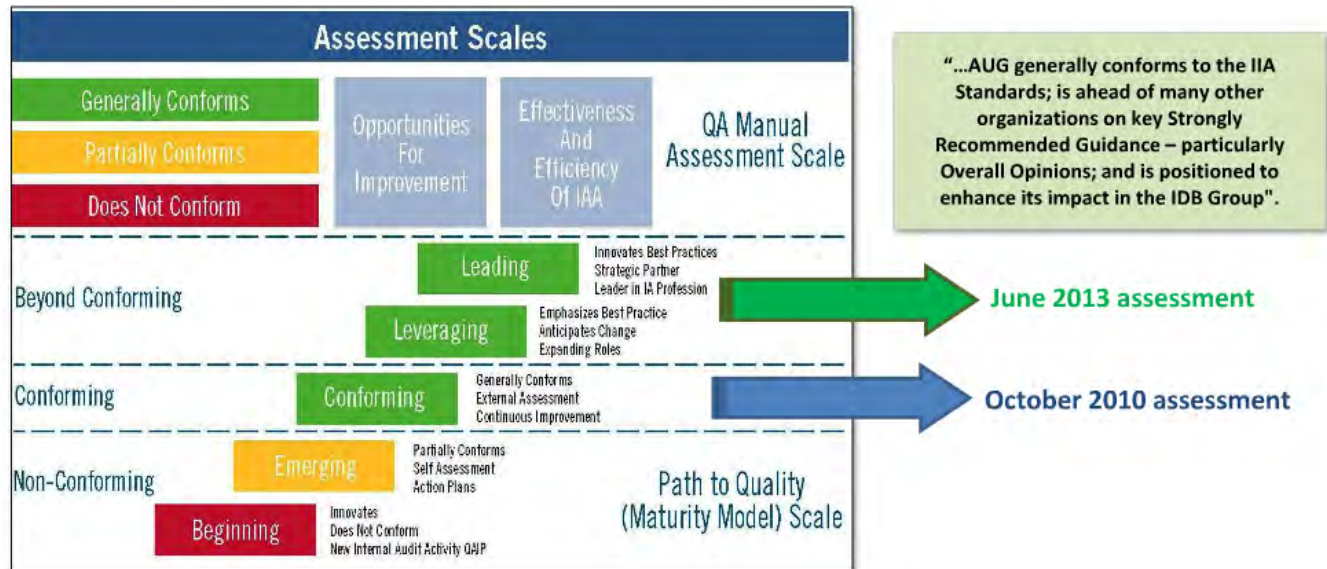 Assessment Scales
Generally Conforms
Partially Conforms
Does Not Conform
Opportunities
For
Improvement
Effectiveness
And
Efficiency
Of IAA
QA Manual
Assessment Scale
Beyond Conforming
Leading
Innovates Best Practices
Strategic Partner
Leader in IA Profession
Leveraging
Emphasizes Best Practice
Anticipates Change
Expanding Roles
Conforming
Conforming
Generally Conforms
External Assessment
Continuous Improvement
Non-Conforming
Emerging
Partially Conforms
Self Assessment
Action Plans
Beginning
Innovates
Does Not Conform
New Internal Audit Activity QAIP
Path to Quality
(Maturity Model) Scale
“...AUG generally conforms to the IIA
Standards; is ahead of many other
organizations on key Strongly
Recommended Guidance – particularly
Overall Opinions; and is positioned to
enhance its impact in the IDB Group".
June 2013 assessment
October 2010 assessment